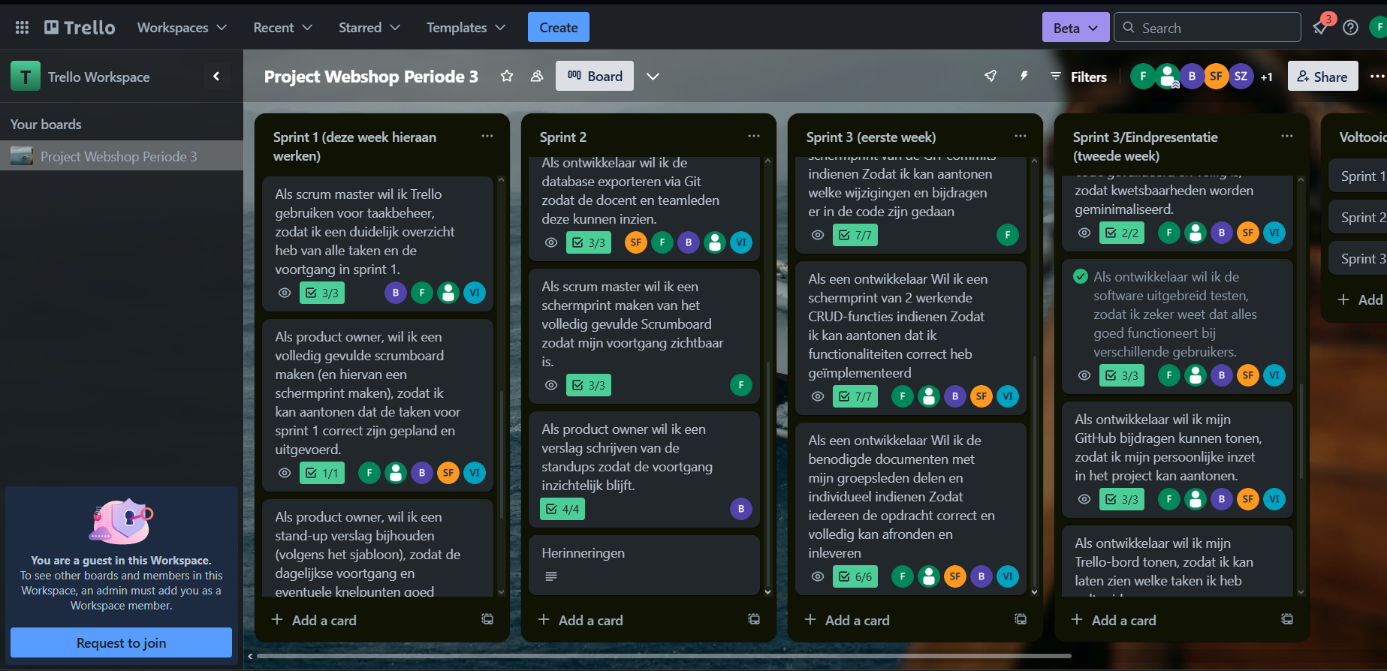 Trello
Workspaces
Recent
Starred
Templates
Create
Beta
Search
3
F
T
Trello Workspace
Project Webshop Periode 3
Board
Filters
F
B
SF
SZ
+1
Share
Your boards
Project Webshop Periode 3
You are a guest in this Workspace.
To see other boards and members in this
Workspace, an admin must add you as a
Workspace member.
Request to join
Sprint 1 (deze week hieraan
werken)
Als scrum master wil ik Trello
gebruiken voor taakbeheer,
zodat ik een duidelijk overzicht
heb van alle taken en de
voortgang in sprint 1.
3/3
B
F
VI
Als product owner, wil ik een
volledig gevulde scrumboard
maken (en hiervan een
schermprint maken), zodat ik
kan aantonen dat de taken voor
sprint 1 correct zijn gepland en
uitgevoerd.
1/1
F
B
SF
VI
Als product owner, wil ik een
stand-up verslag bijhouden
(volgens het sjabloon), zodat de
dagelijkse voortgang en
eventuele knelpunten goed
Add a card
Sprint 2
Als ontwikkelaar wil ik de
database exporteren via Git
zodat de docent en teamleden
deze kunnen inzien.
3/3
SF
F
B
VI
Als scrum master wil ik een
schermprint maken van het
volledig gevulde Scrumboard
zodat mijn voortgang zichtbaar
is.
3/3
F
Als product owner wil ik een
verslag schrijven van de
standups zodat de voortgang
inzichtelijk blijft.
4/4
B
Herinneringen
Add a card
Sprint 3 (eerste week)
schermprint van de GIT commits
indienen Zodat ik kan aantonen
welke wijzigingen en bijdragen
er in de code zijn gedaan
7/7
F
Als een ontwikkelaar Wil ik een
schermprint van 2 werkende
CRUD-functies indienen Zodat
ik kan aantonen dat ik
functionaliteiten correct heb
geïmplementeerd
7/7
F
B
SF
VI
Als een ontwikkelaar Wil ik de
benodigde documenten met
mijn groepsleden delen en
individueel indienen Zodat
iedereen de opdracht correct en
volledig kan afronden en
inleveren
6/6
F
SF
B
VI
Add a card
Sprint 3/Eindpresentatie
(tweede week)
zodat kwetsbaarheden worden
geminimaliseerd.
2/2
F
B
SF
VI
Als ontwikkelaar wil ik de
software uitgebreid testen,
zodat ik zeker weet dat alles
goed functioneert bij
verschillende gebruikers.
3/3
F
B
SF
VI
Als ontwikkelaar wil ik mijn
GitHub bijdragen kunnen tonen,
zodat ik mijn persoonlijke inzet
in het project kan aantonen.
3/3
F
B
SF
VI
Als ontwikkelaar wil ik mijn
Trello-bord tonen, zodat ik kan
laten zien welke taken ik heb
Add a card
Voltooid
Sprint 1
Sprint 2
Sprint 3
Add